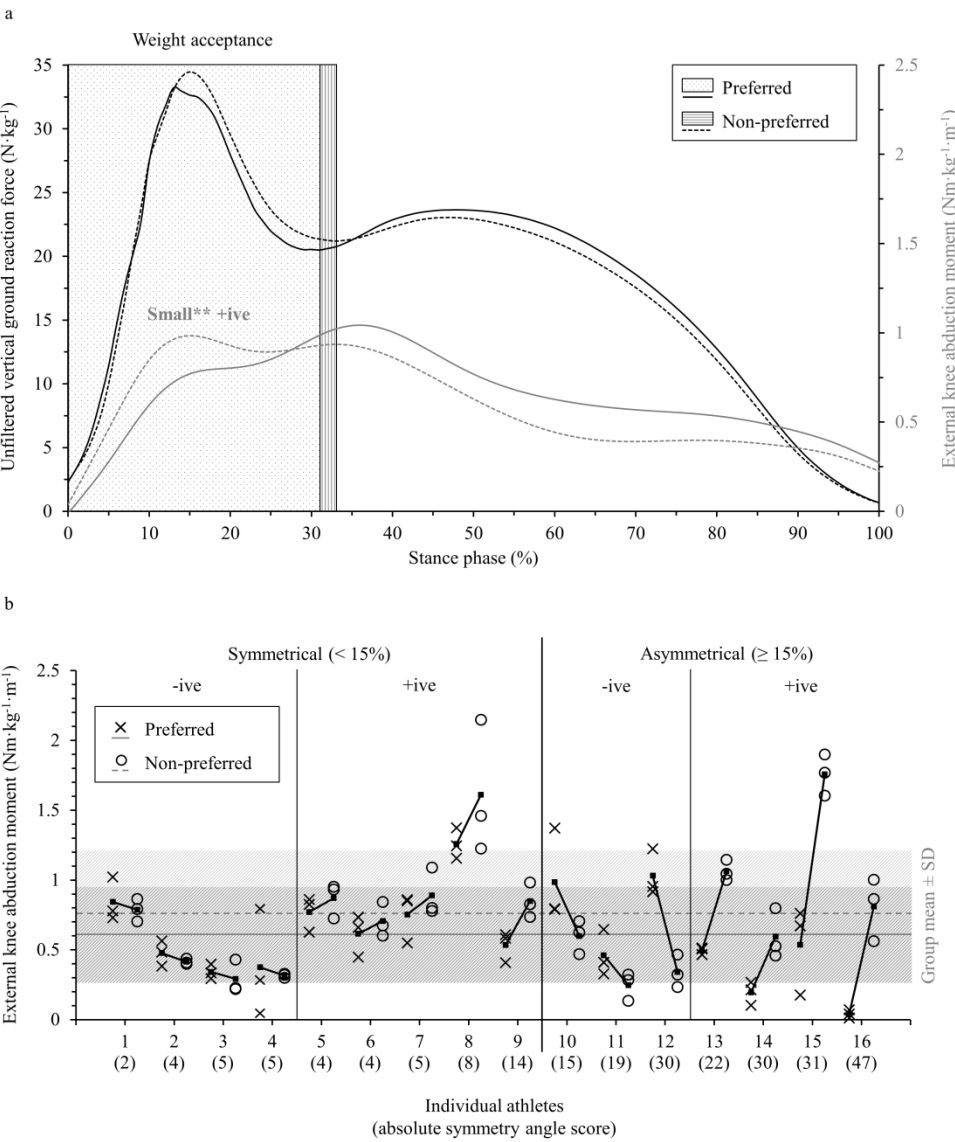 a
Weight acceptance
Unfiltered vertical ground reaction force (N·kg⁻¹)
35
30
25
20
15
10
5
0
Preferred
Non-preferred
Small** +ive
External knee abduction moment (Nm·kg⁻¹·m⁻¹)
2.5
2
1.5
1
0.5
0
0 10 20 30 40 50 60 70 80 90 100
Stance phase (%)
b
External knee abduction moment (Nm·kg⁻¹·m⁻¹)
2.5
2
1.5
1
0.5
0
Symmetrical (< 15%) Asymmetrical (≥ 15%)
-ive +ive -ive +ive
Preferred
Non-preferred
Group mean ± SD
1 2 3 4 5 6 7 8 9 10 11 12 13 14 15 16
(2) (4) (5) (5) (4) (4) (5) (8) (14) (15) (19) (30) (22) (30) (31) (47)
Individual athletes
(absolute symmetry angle score)